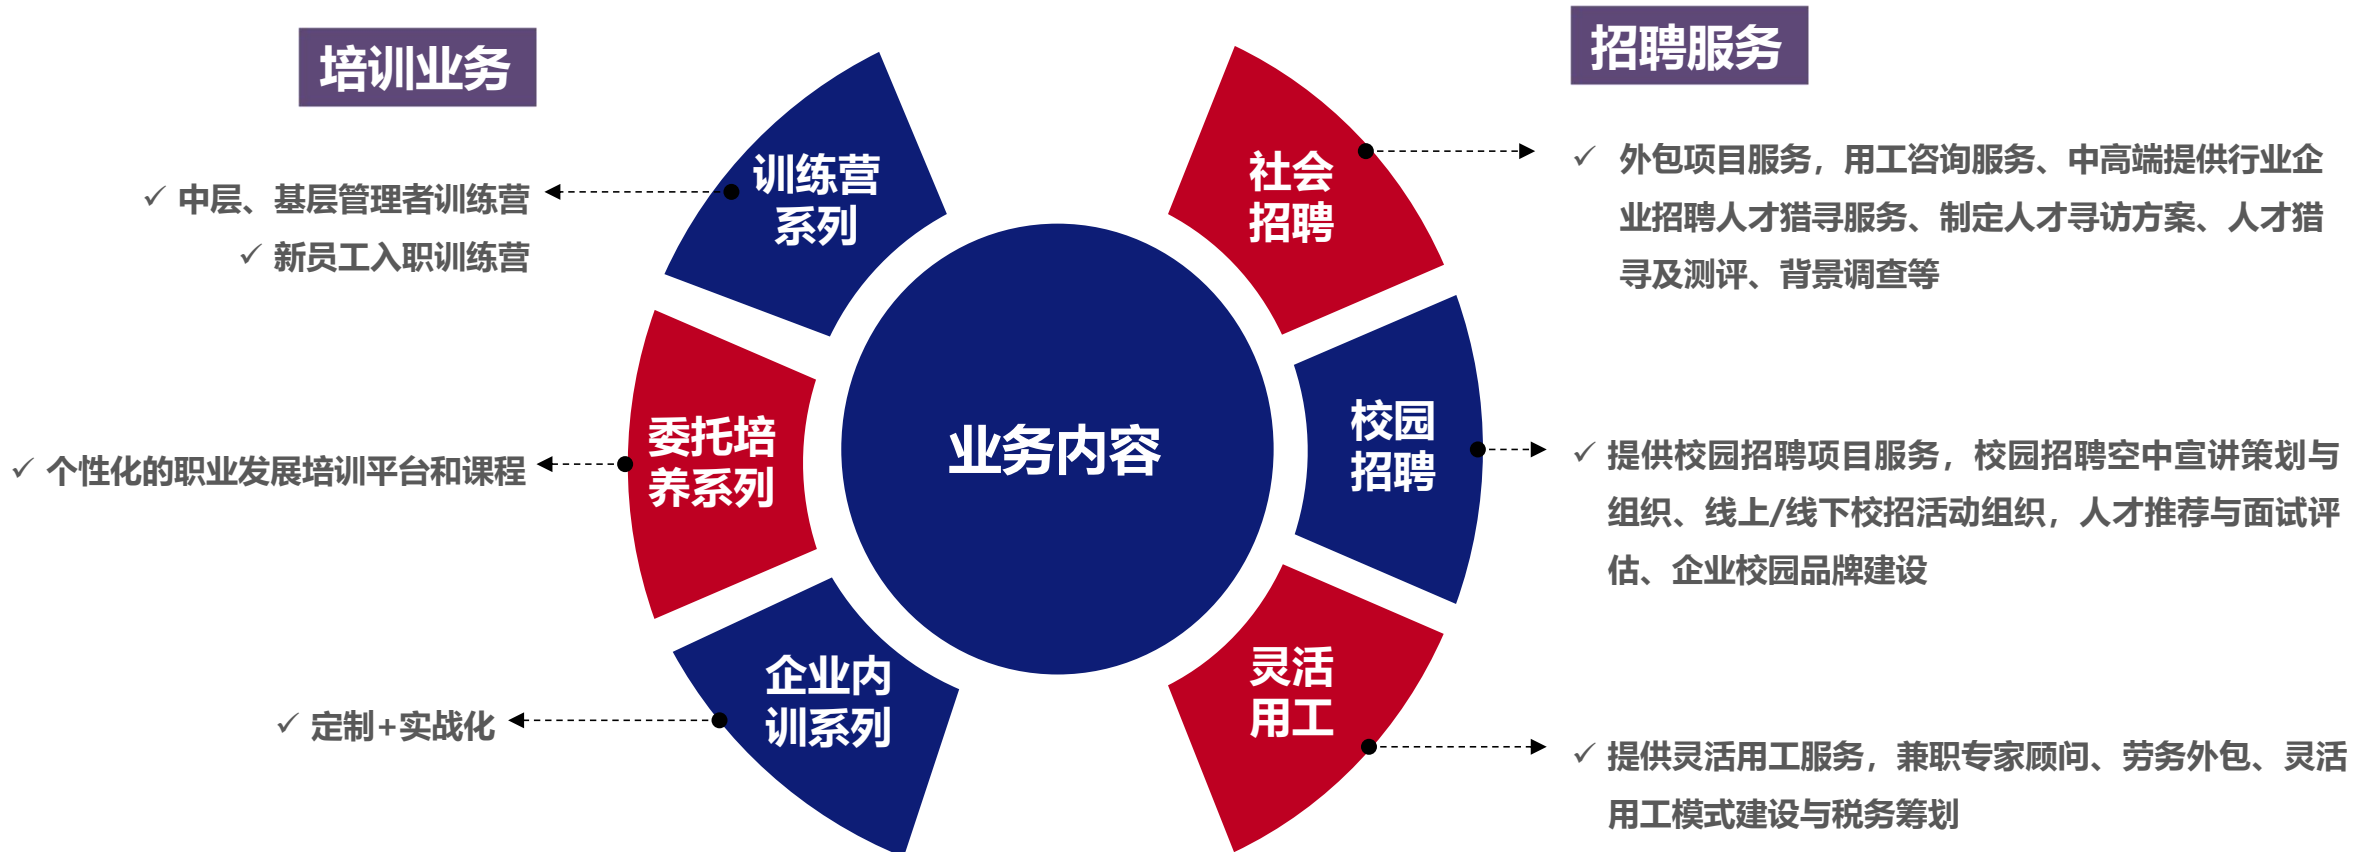 培训业务
训练营
系列
✓ 中层、基层管理者训练营
✓ 新员工入职训练营
委托培
养系列
✓ 个性化的职业发展培训平台和课程
企业内
训系列
✓ 定制+实战化
业务内容
招聘服务
社会
招聘
✓ 外包项目服务，用工咨询服务、中高端提供行业企
业招聘人才猎寻服务、制定人才寻访方案、人才猎
寻及测评、背景调查等
校园
招聘
✓ 提供校园招聘项目服务，校园招聘空中宣讲策划与
组织、线上/线下校招活动组织，人才推荐与面试评
估、企业校园品牌建设
灵活
用工
✓ 提供灵活用工服务，兼职专家顾问、劳务外包、灵活
用工模式建设与税务筹划